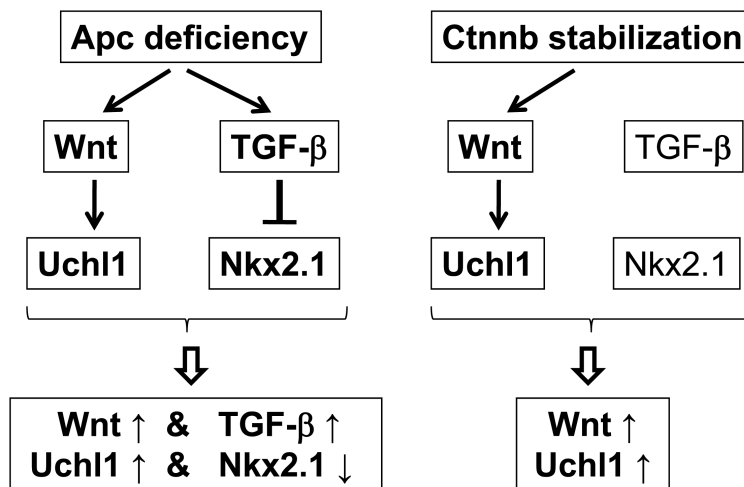 Apc deficiency
Wnt
TGF-β
Uchl1
Nkx2.1
Wnt ↑ & TGF-β ↑
Uchl1 ↑ & Nkx2.1 ↓
Ctnnb stabilization
Wnt
TGF-β
Uchl1
Nkx2.1
Wnt ↑
Uchl1 ↑